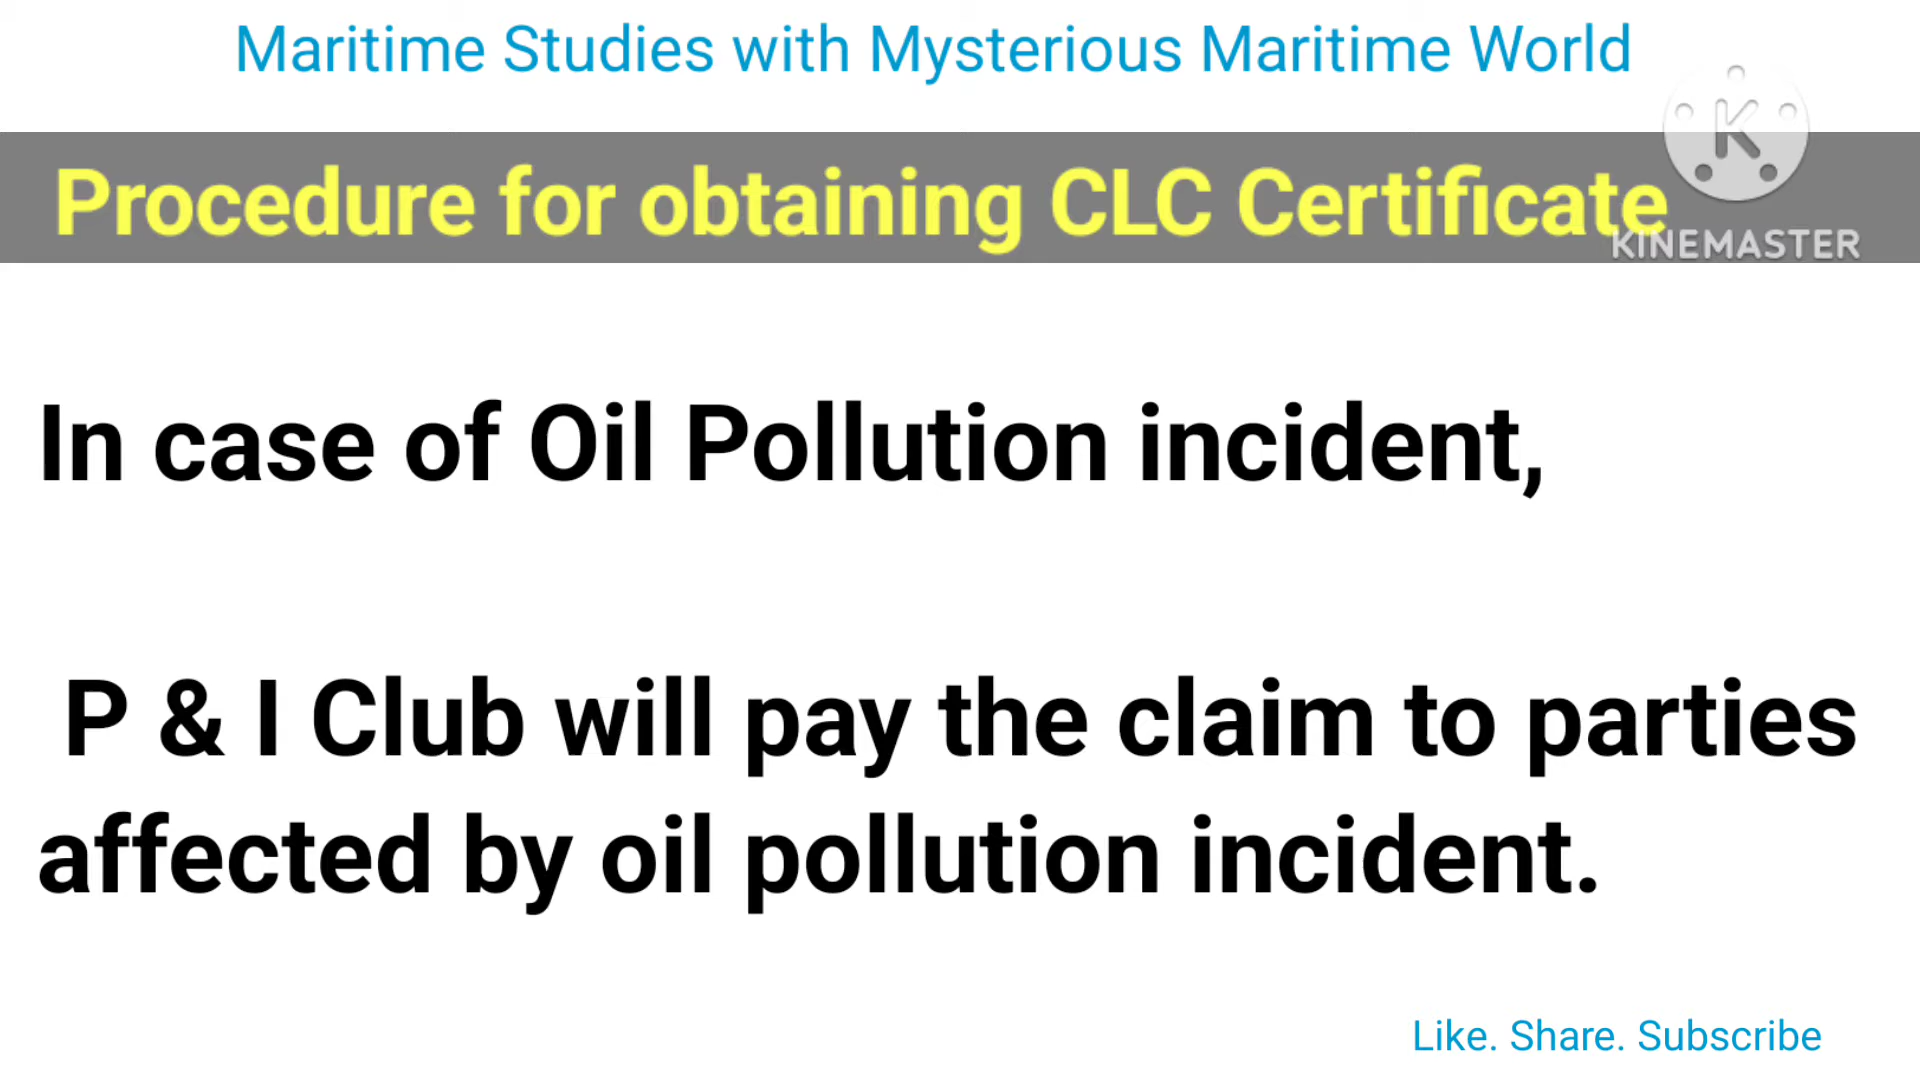 Maritime Studies with Mysterious Maritime World
K
Procedure for obtaining CLC Certificate
KINEMASTER
In case of Oil Pollution incident,
P & I Club will pay the claim to parties
affected by oil pollution incident.
Like. Share. Subscribe